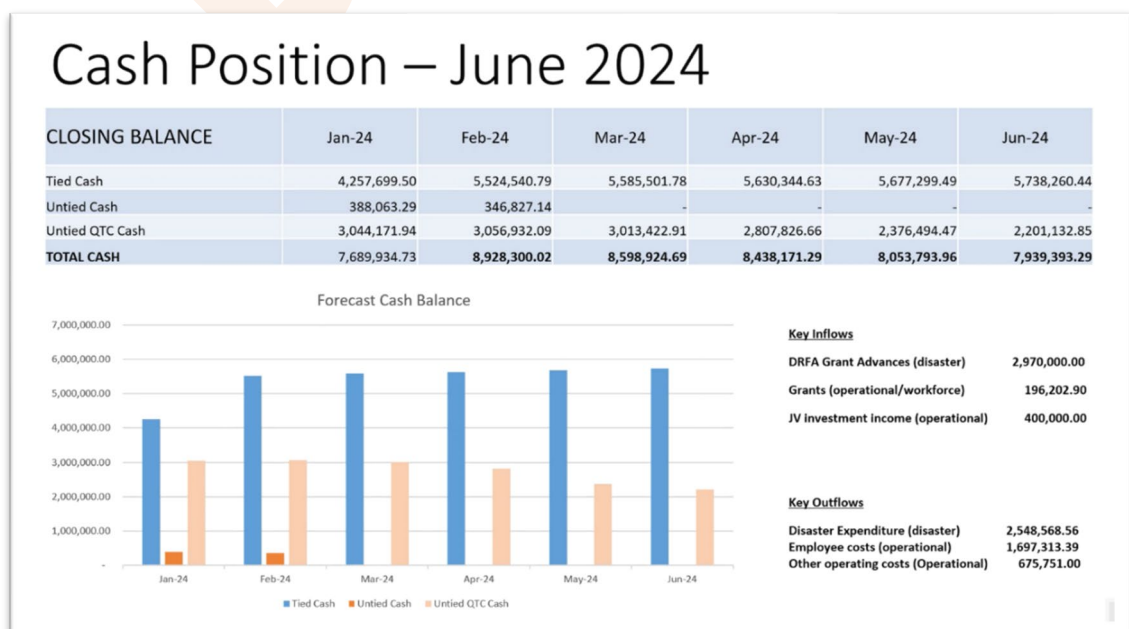 Cash Position – June 2024
CLOSING BALANCE Jan-24 Feb-24 Mar-24 Apr-24 May-24 Jun-24
Tied Cash 4,257,699.50 5,524,540.79 5,585,501.78 5,630,344.63 5,677,299.49 5,738,260.44
Untied Cash 388,063.29 346,827.14 - - - -
Untied QTC Cash 3,044,171.94 3,056,932.09 3,013,422.91 2,807,826.66 2,376,494.47 2,201,132.85
TOTAL CASH 7,689,934.73 8,928,300.02 8,598,924.69 8,438,171.29 8,053,793.96 7,939,393.29
Forecast Cash Balance
7,000,000.00
6,000,000.00
5,000,000.00
4,000,000.00
3,000,000.00
2,000,000.00
1,000,000.00
-
Jan-24 Feb-24 Mar-24 Apr-24 May-24 Jun-24
Tied Cash Untied Cash Untied QTC Cash
Key Inflows
DRFA Grant Advances (disaster) 2,970,000.00
Grants (operational/workforce) 196,202.90
JV investment income (operational) 400,000.00
Key Outflows
Disaster Expenditure (disaster) 2,548,568.56
Employee costs (operational) 1,697,313.39
Other operating costs (Operational) 675,751.00